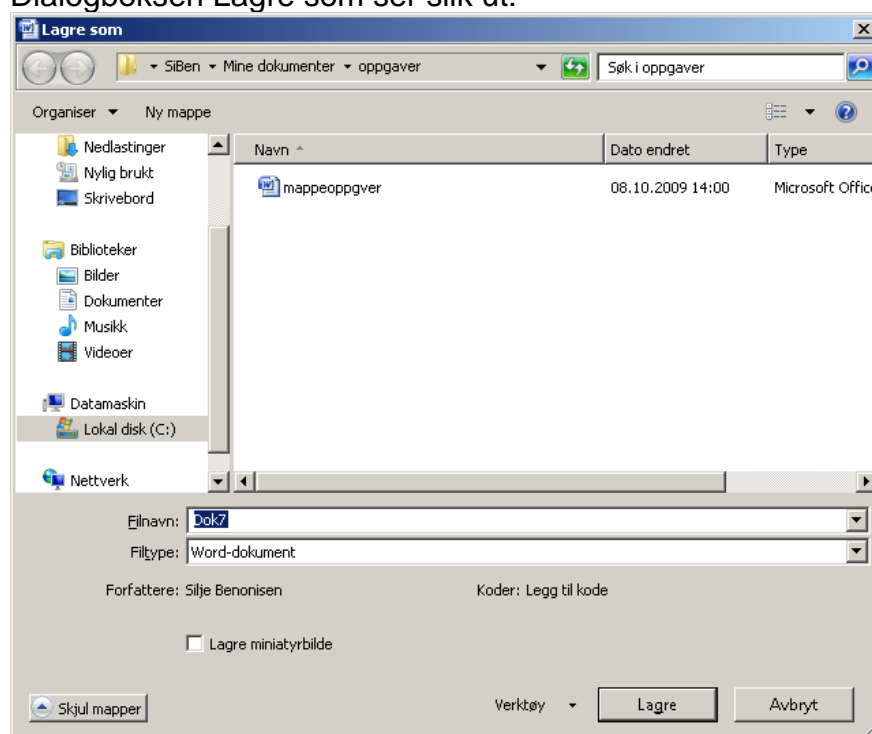 Dialogboksen Lagre som ser slik ut:
Lagre som
SiBen Mine dokumenter oppgaver Søk i oppgaver
Organiser Ny mappe
Nedlastinger Navn Dato endret Type
Nylig brukt mappeoppgver 08.10.2009 14:00 Microsoft Offic
Skrivebord
Biblioteker
Bilder
Dokumenter
Musikk
Videoer
Datamaskin
Lokal disk (C:)
Nettverk
Filnavn: Dok7
Filtype: Word-dokument
Forfattere: Silje Benonisen Koder: Legg til kode
Lagre miniatyrbilde
Skjul mapper Verktøy Lagre Avbryt